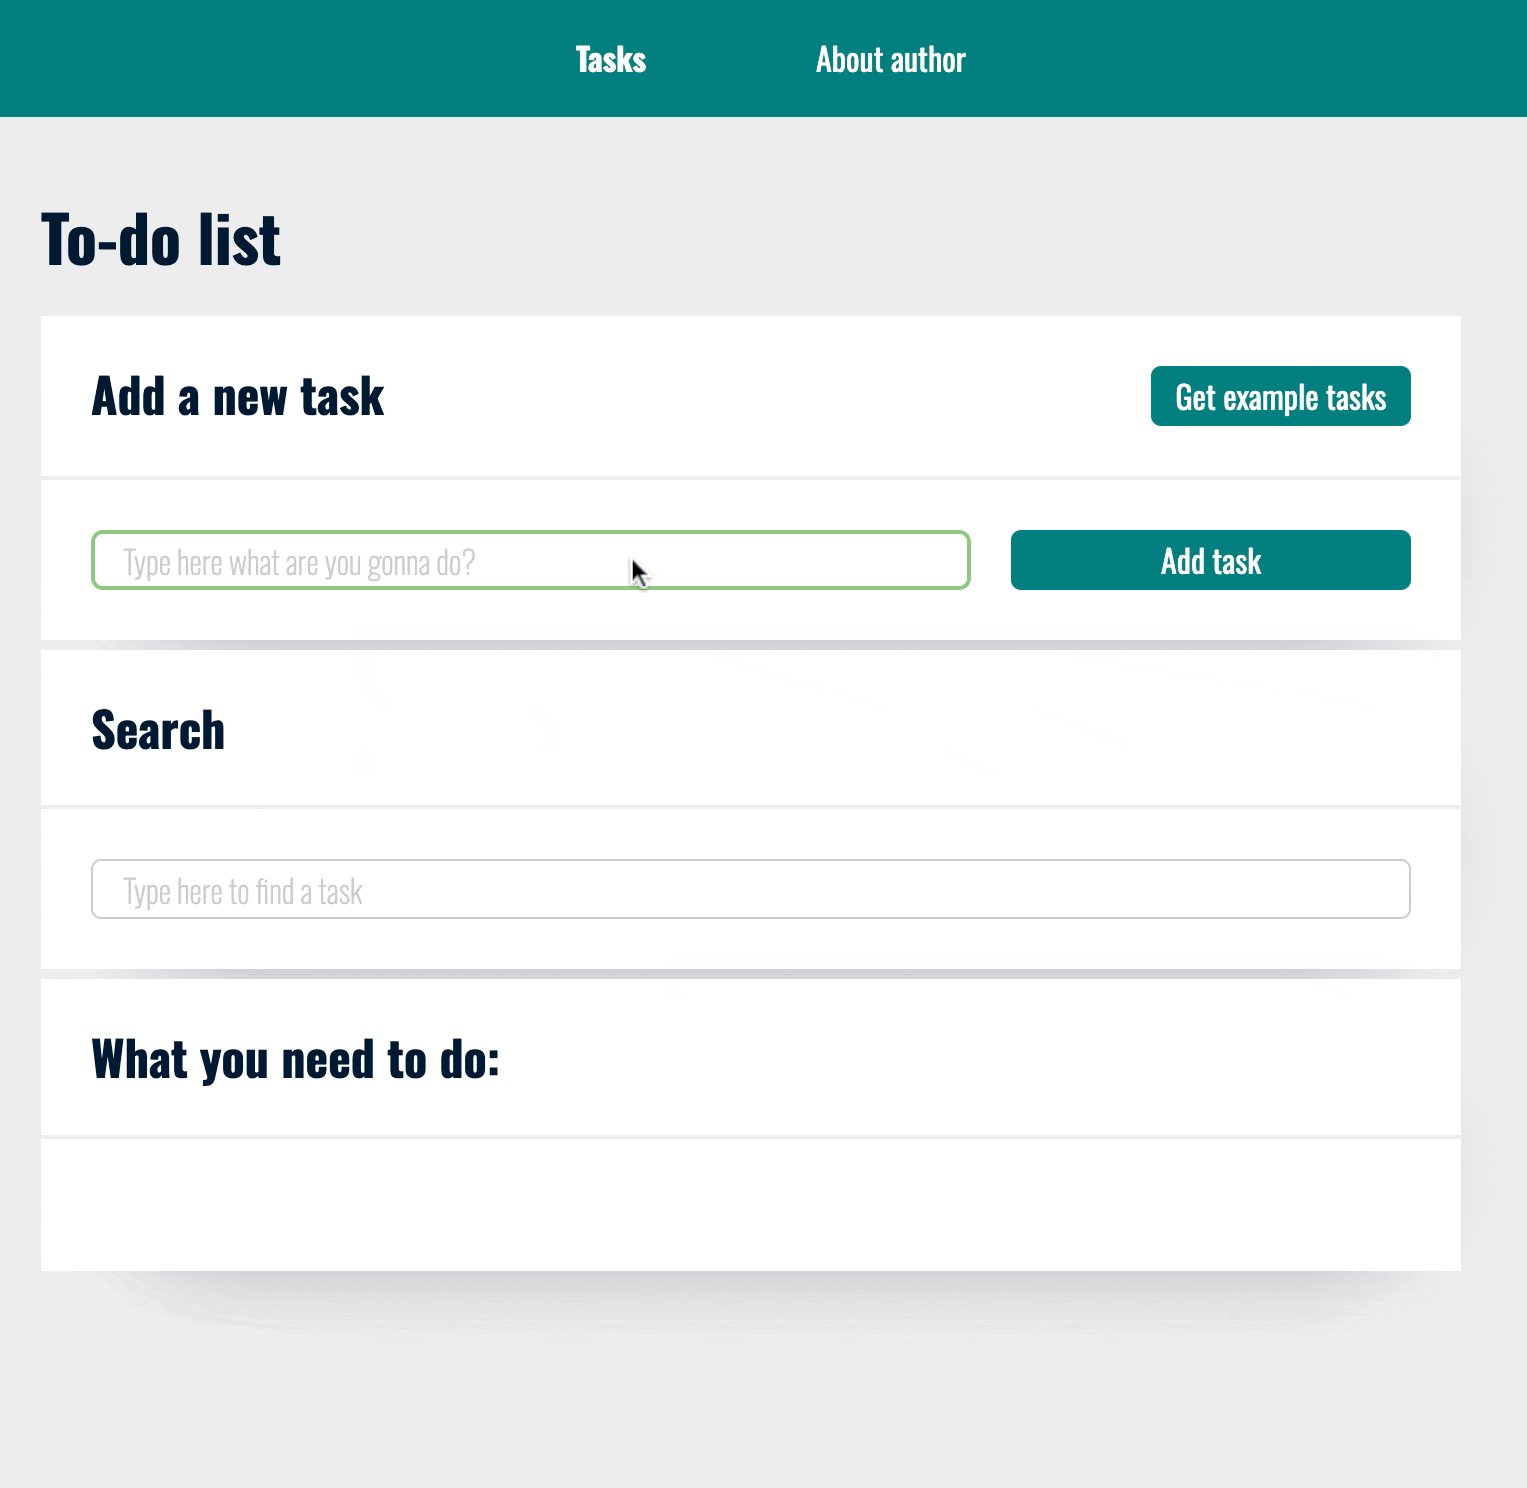 Tasks About author
To-do list
Add a new task Get example tasks
Type here what are you gonna do? Add task
Search
Type here to find a task
What you need to do: